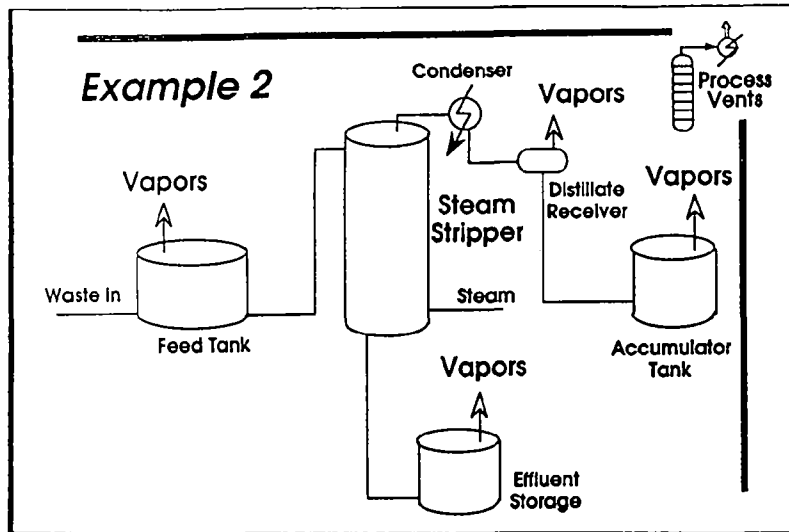 Example 2
Condenser
Vapors
Process
Vents
Vapors
Distillate
Receiver
Vapors
Steam
Stripper
Waste in
Feed Tank
Steam
Accumulator
Tank
Vapors
Effluent
Storage